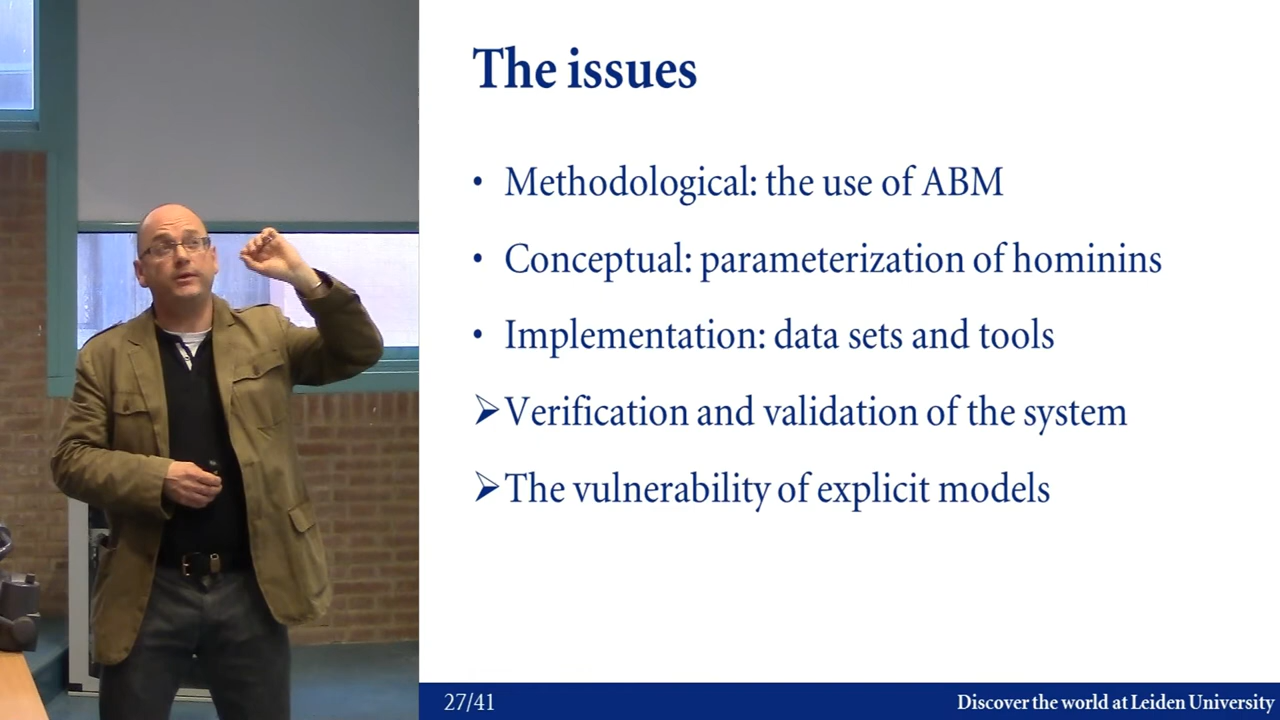 The issues
• Methodological: the use of ABM
• Conceptual: parameterization of hominins
• Implementation: data sets and tools
➢ Verification and validation of the system
➢ The vulnerability of explicit models
27/41
Discover the world at Leiden University